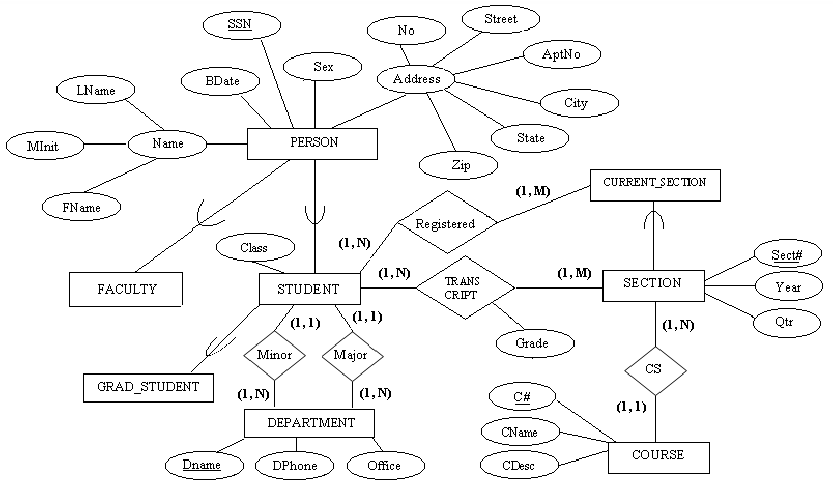 No
Street
SSN
AptNo
Sex
BDate
Address
LName
City
MInit
Name
PERSON
State
Zip
CURRENT_SECTION
(1,M)
FName
Registered
(1,N)
Class
Sect#
FACULTY
STUDENT
(1,N)
TRANS
CRIPT
(1,M)
SECTION
Year
(1,1)
(1,1)
(1,N)
Qtr
Grade
Minor
Major
CS
GRAD_STUDENT
(1,N)
(1,N)
C#
(1,1)
DEPARTMENT
CName
COURSE
Dname
DPhone
Office
CDesc